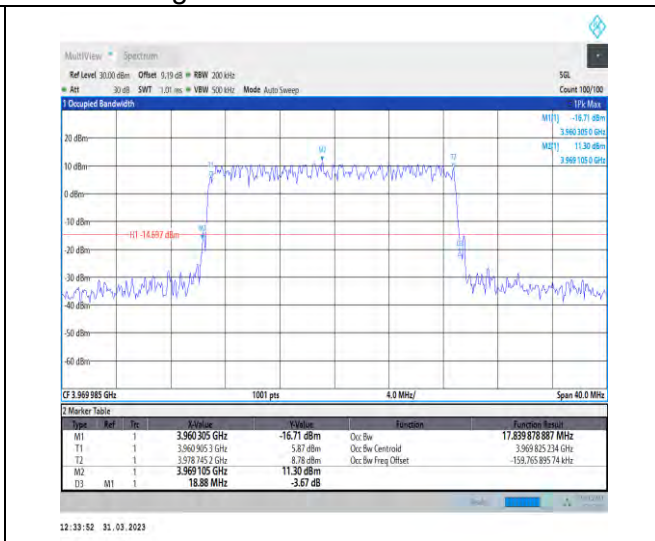 MultiView Spectrum
Ref Level 30.00 dBm Offset 9.19 dB RBW 200 kHz SGL
Att 30 dB SWT 1.01 ms VBW 500 kHz Mode Auto Sweep Count 100/100
1 Occupied Bandwidth 1Pk Max
M1[1] -16.71 dBm
3.960 305 0 GHz
M2[1] 11.30 dBm
3.969 105 0 GHz
20 dBm
M2
T2
10 dBm
0 dBm
-10 dBm
H1 -14.697 dBm
-20 dBm
-30 dBm
-40 dBm
-50 dBm
-60 dBm
CF 3.969 985 GHz 1001 pts 4.0 MHz/ Span 40.0 MHz
2 Marker Table
Type Ref Trc X-Value Y-Value Function Function Result
M1 1 3.960 305 GHz -16.71 dBm Occ Bw 17.839 878 887 MHz
T1 1 3.960 905 3 GHz 5.87 dBm Occ Bw Centroid 3.969 825 234 GHz
T2 1 3.978 745 2 GHz 8.78 dBm Occ Bw Freq Offset -159.765 895 74 kHz
M2 1 3.969 105 GHz 11.30 dBm
D3 M1 1 18.88 MHz -3.67 dB
12:33:52 31.03.2023